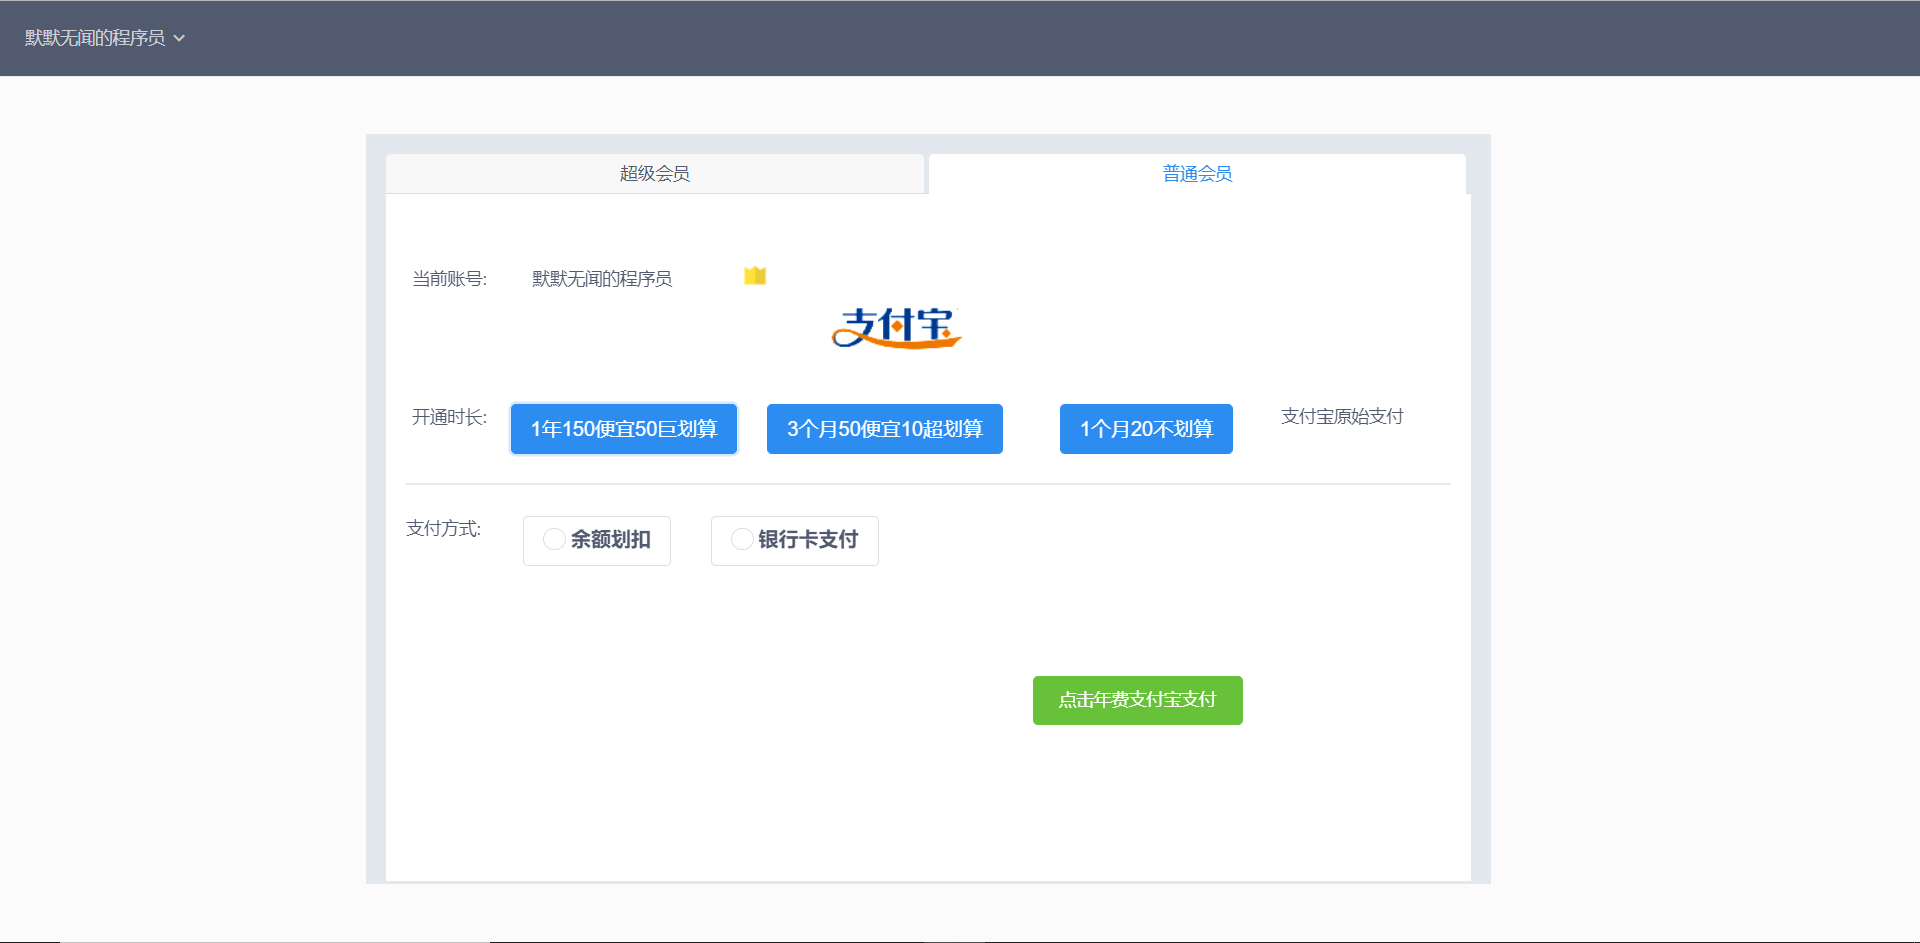 默默无闻的程序员
超级会员
普通会员
当前账号:
默默无闻的程序员
支付宝
开通时长:
1年150便宜50巨划算
3个月50便宜10超划算
1个月20不划算
支付宝原始支付
支付方式:
余额划扣
银行卡支付
点击年费支付宝支付